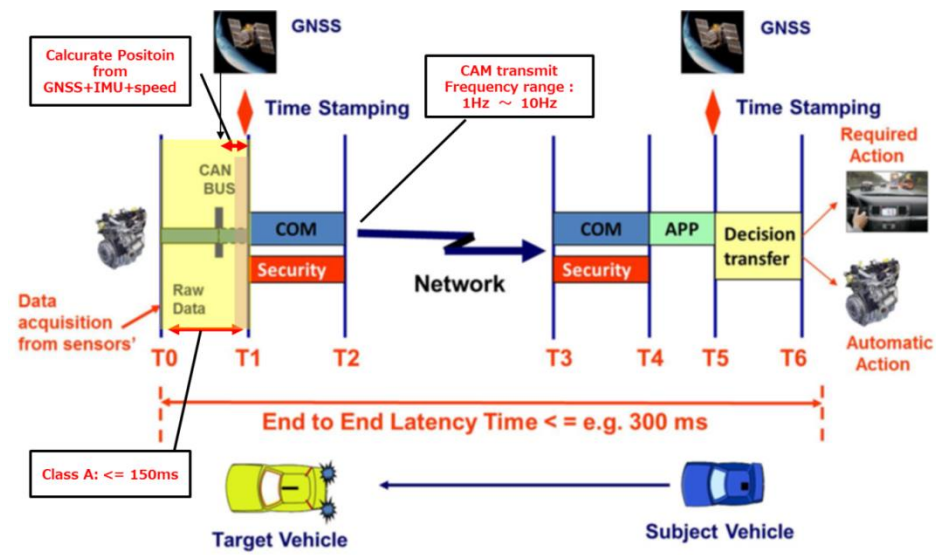 GNSS
GNSS
Calcurate Positoin
from
GNSS+IMU+speed
CAM transmit
Frequency range :
1Hz ～ 10Hz
Time Stamping
Time Stamping
Required
Action
CAN
BUS
COM
COM
APP
Decision
transfer
Security
Security
Network
Raw
Data
Data
acquisition
from sensors’
Automatic
Action
T0
T1
T2
T3
T4
T5
T6
End to End Latency Time < = e.g. 300 ms
Class A: <= 150ms
Target Vehicle
Subject Vehicle